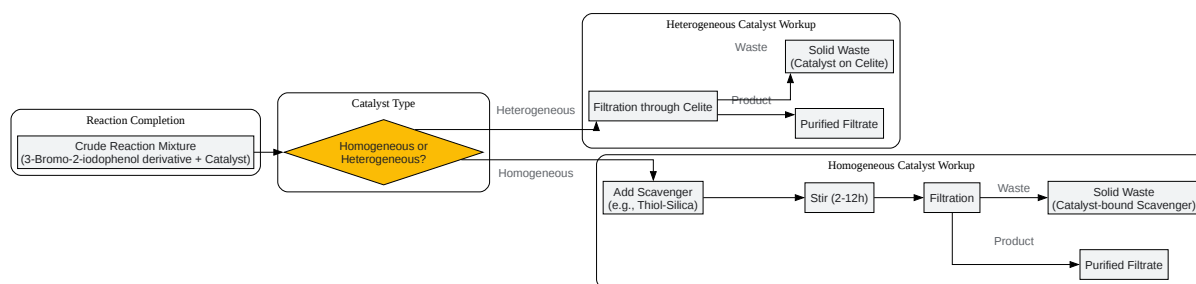 Reaction Completion
Crude Reaction Mixture
(3-Bromo-2-iodophenol derivative + Catalyst)
Catalyst Type
Homogeneous or
Heterogeneous?
Heterogeneous
Homogeneous
Heterogeneous Catalyst Workup
Filtration through Celite
Waste
Solid Waste
(Catalyst on Celite)
Product
Purified Filtrate
Homogeneous Catalyst Workup
Add Scavenger
(e.g., Thiol-Silica)
Stir (2-12h)
Filtration
Waste
Solid Waste
(Catalyst-bound Scavenger)
Product
Purified Filtrate